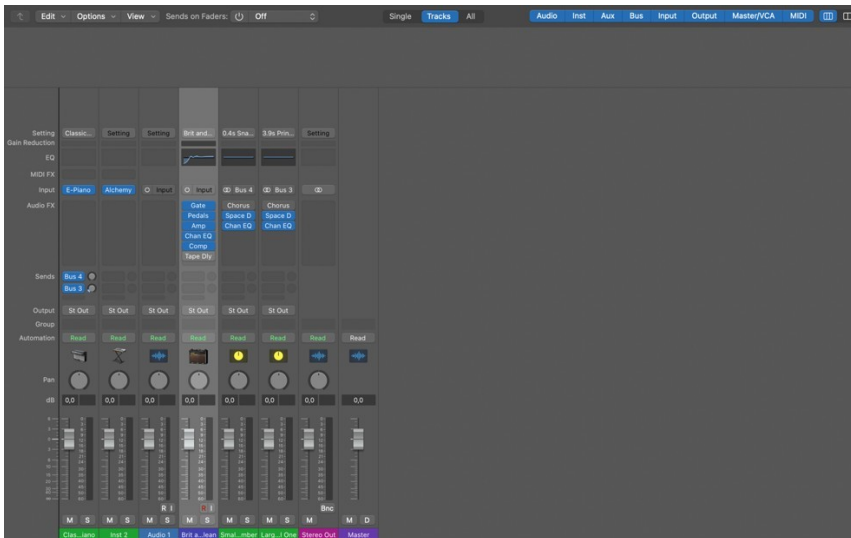 Edit Options View Sends on Faders: Off Single Tracks All Audio Inst Aux Bus Input Output Master/VCA MIDI
Setting Classic... Setting Setting Brit and... 0.4s Sna... 3.9s Prin... Setting
Gain Reduction
EQ
MIDI FX
Input E-Piano Alchemy Input Input Bus 4 Bus 3
Audio FX Gate Chorus Chorus
Pedals Space D Space D
Amp Chan EQ Chan EQ
Chan EQ
Comp
Tape Dly
Sends Bus 4
Bus 3
Output St Out St Out St Out St Out St Out St Out
Group
Automation Read Read Read Read Read Read Read Read
Pan
dB 0,0 0,0 0,0 0,0 0,0 0,0 0,0 0,0
R I R I Bnc
M S M S M S M S M S M S M M D
Clas...iano Inst 2 Audio 1 Brit a...lean Smal...mber Larg...l One Stereo Out Master